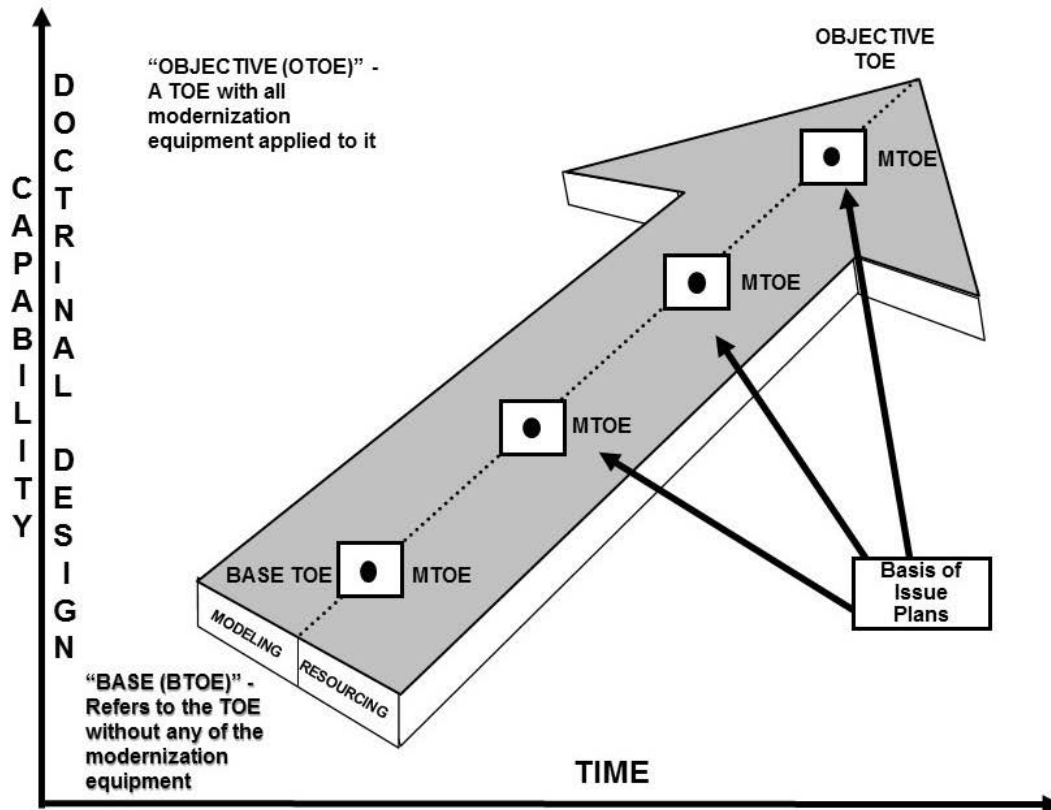 CAPABILITY
DOCTRINAL DESIGN
“OBJECTIVE (OTOE)” -
A TOE with all
modernization
equipment applied to it
OBJECTIVE
TOE
MTOE
MTOE
MTOE
BASE TOE
MTOE
MODELING
RESOURCING
Basis of
Issue
Plans
“BASE (BTOE)” -
Refers to the TOE
without any of the
modernization
equipment
TIME